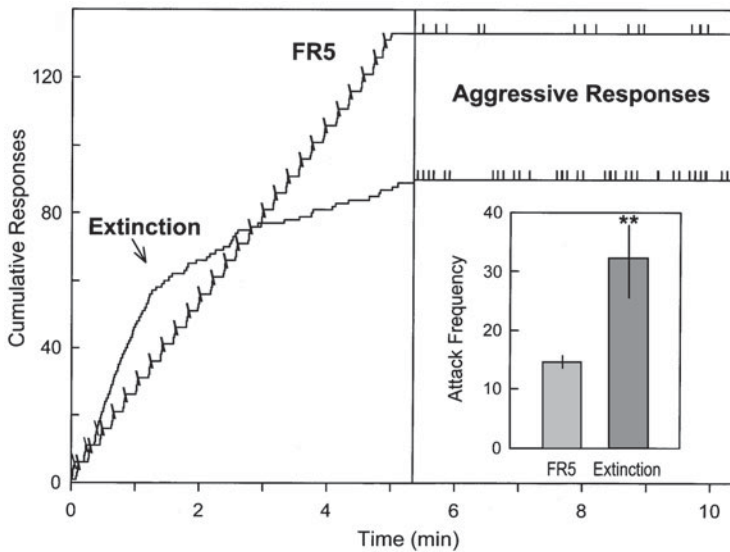 FR5
Aggressive Responses
Extinction
Cumulative Responses
120
80
40
0
0 2 4 6 8 10
Time (min)
Attack Frequency
40
30
20
10
0
**
FR5 Extinction